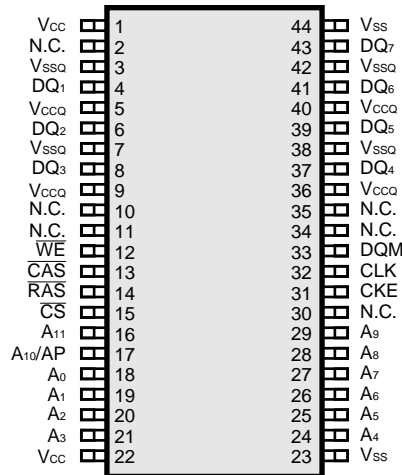 VCC 1 44 VSS
N.C. 2 43 DQ7
VSSQ 3 42 VSSQ
DQ1 4 41 DQ6
VCCQ 5 40 VCCQ
DQ2 6 39 DQ5
VSSQ 7 38 VSSQ
DQ3 8 37 DQ4
VCCQ 9 36 VCCQ
N.C. 10 35 N.C.
N.C. 11 34 N.C.
W̅E̅ 12 33 DQM
C̅A̅S̅ 13 32 CLK
R̅A̅S̅ 14 31 CKE
C̅S̅ 15 30 N.C.
A11 16 29 A9
A10/AP 17 28 A8
A0 18 27 A7
A1 19 26 A6
A2 20 25 A5
A3 21 24 A4
VCC 22 23 VSS